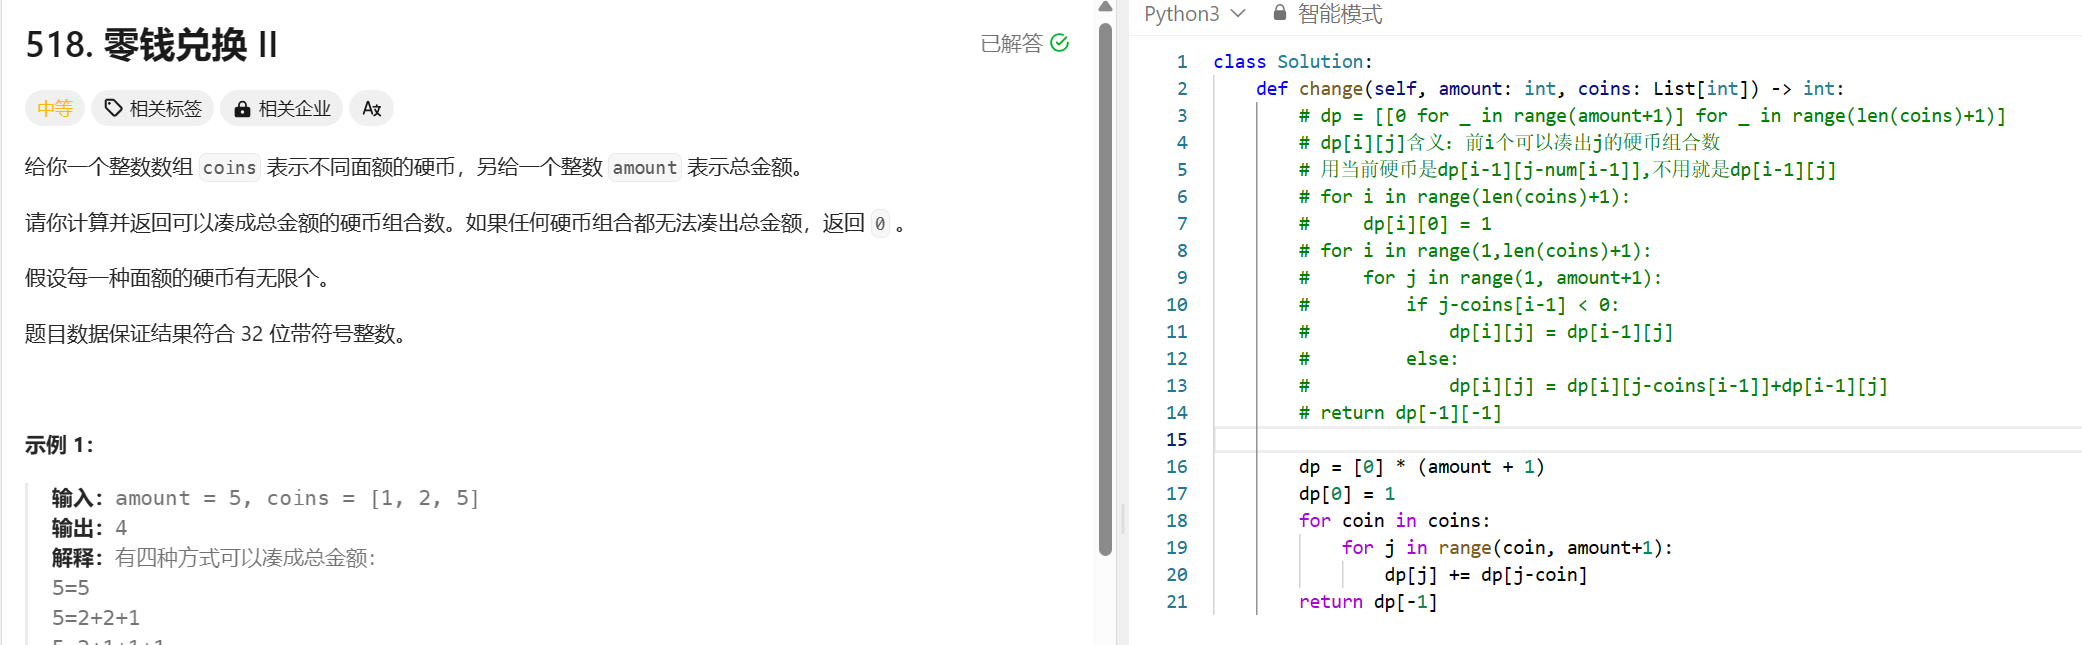 518. 零钱兑换 II
已解答
中等 相关标签 相关企业
给你一个整数数组 coins 表示不同面额的硬币，另给一个整数 amount 表示总金额。
请你计算并返回可以凑成总金额的硬币组合数。如果任何硬币组合都无法凑出总金额，返回 0 。
假设每一种面额的硬币有无限个。
题目数据保证结果符合 32 位带符号整数。
示例 1：
输入：amount = 5, coins = [1, 2, 5]
输出：4
解释：有四种方式可以凑成总金额：
5=5
5=2+2+1
5=2+1+1+1
Python3 智能模式
1 class Solution:
2     def change(self, amount: int, coins: List[int]) -> int:
3         # dp = [[0 for _ in range(amount+1)] for _ in range(len(coins)+1)]
4         # dp[i][j]含义：前i个可以凑出j的硬币组合数
5         # 用当前硬币是dp[i-1][j-num[i-1]],不用就是dp[i-1][j]
6         # for i in range(len(coins)+1):
7         #     dp[i][0] = 1
8         # for i in range(1,len(coins)+1):
9         #     for j in range(1, amount+1):
10         #         if j-coins[i-1] < 0:
11         #             dp[i][j] = dp[i-1][j]
12         #         else:
13         #             dp[i][j] = dp[i][j-coins[i-1]]+dp[i-1][j]
14         # return dp[-1][-1]
15
16         dp = [0] * (amount + 1)
17         dp[0] = 1
18         for coin in coins:
19             for j in range(coin, amount+1):
20                 dp[j] += dp[j-coin]
21         return dp[-1]